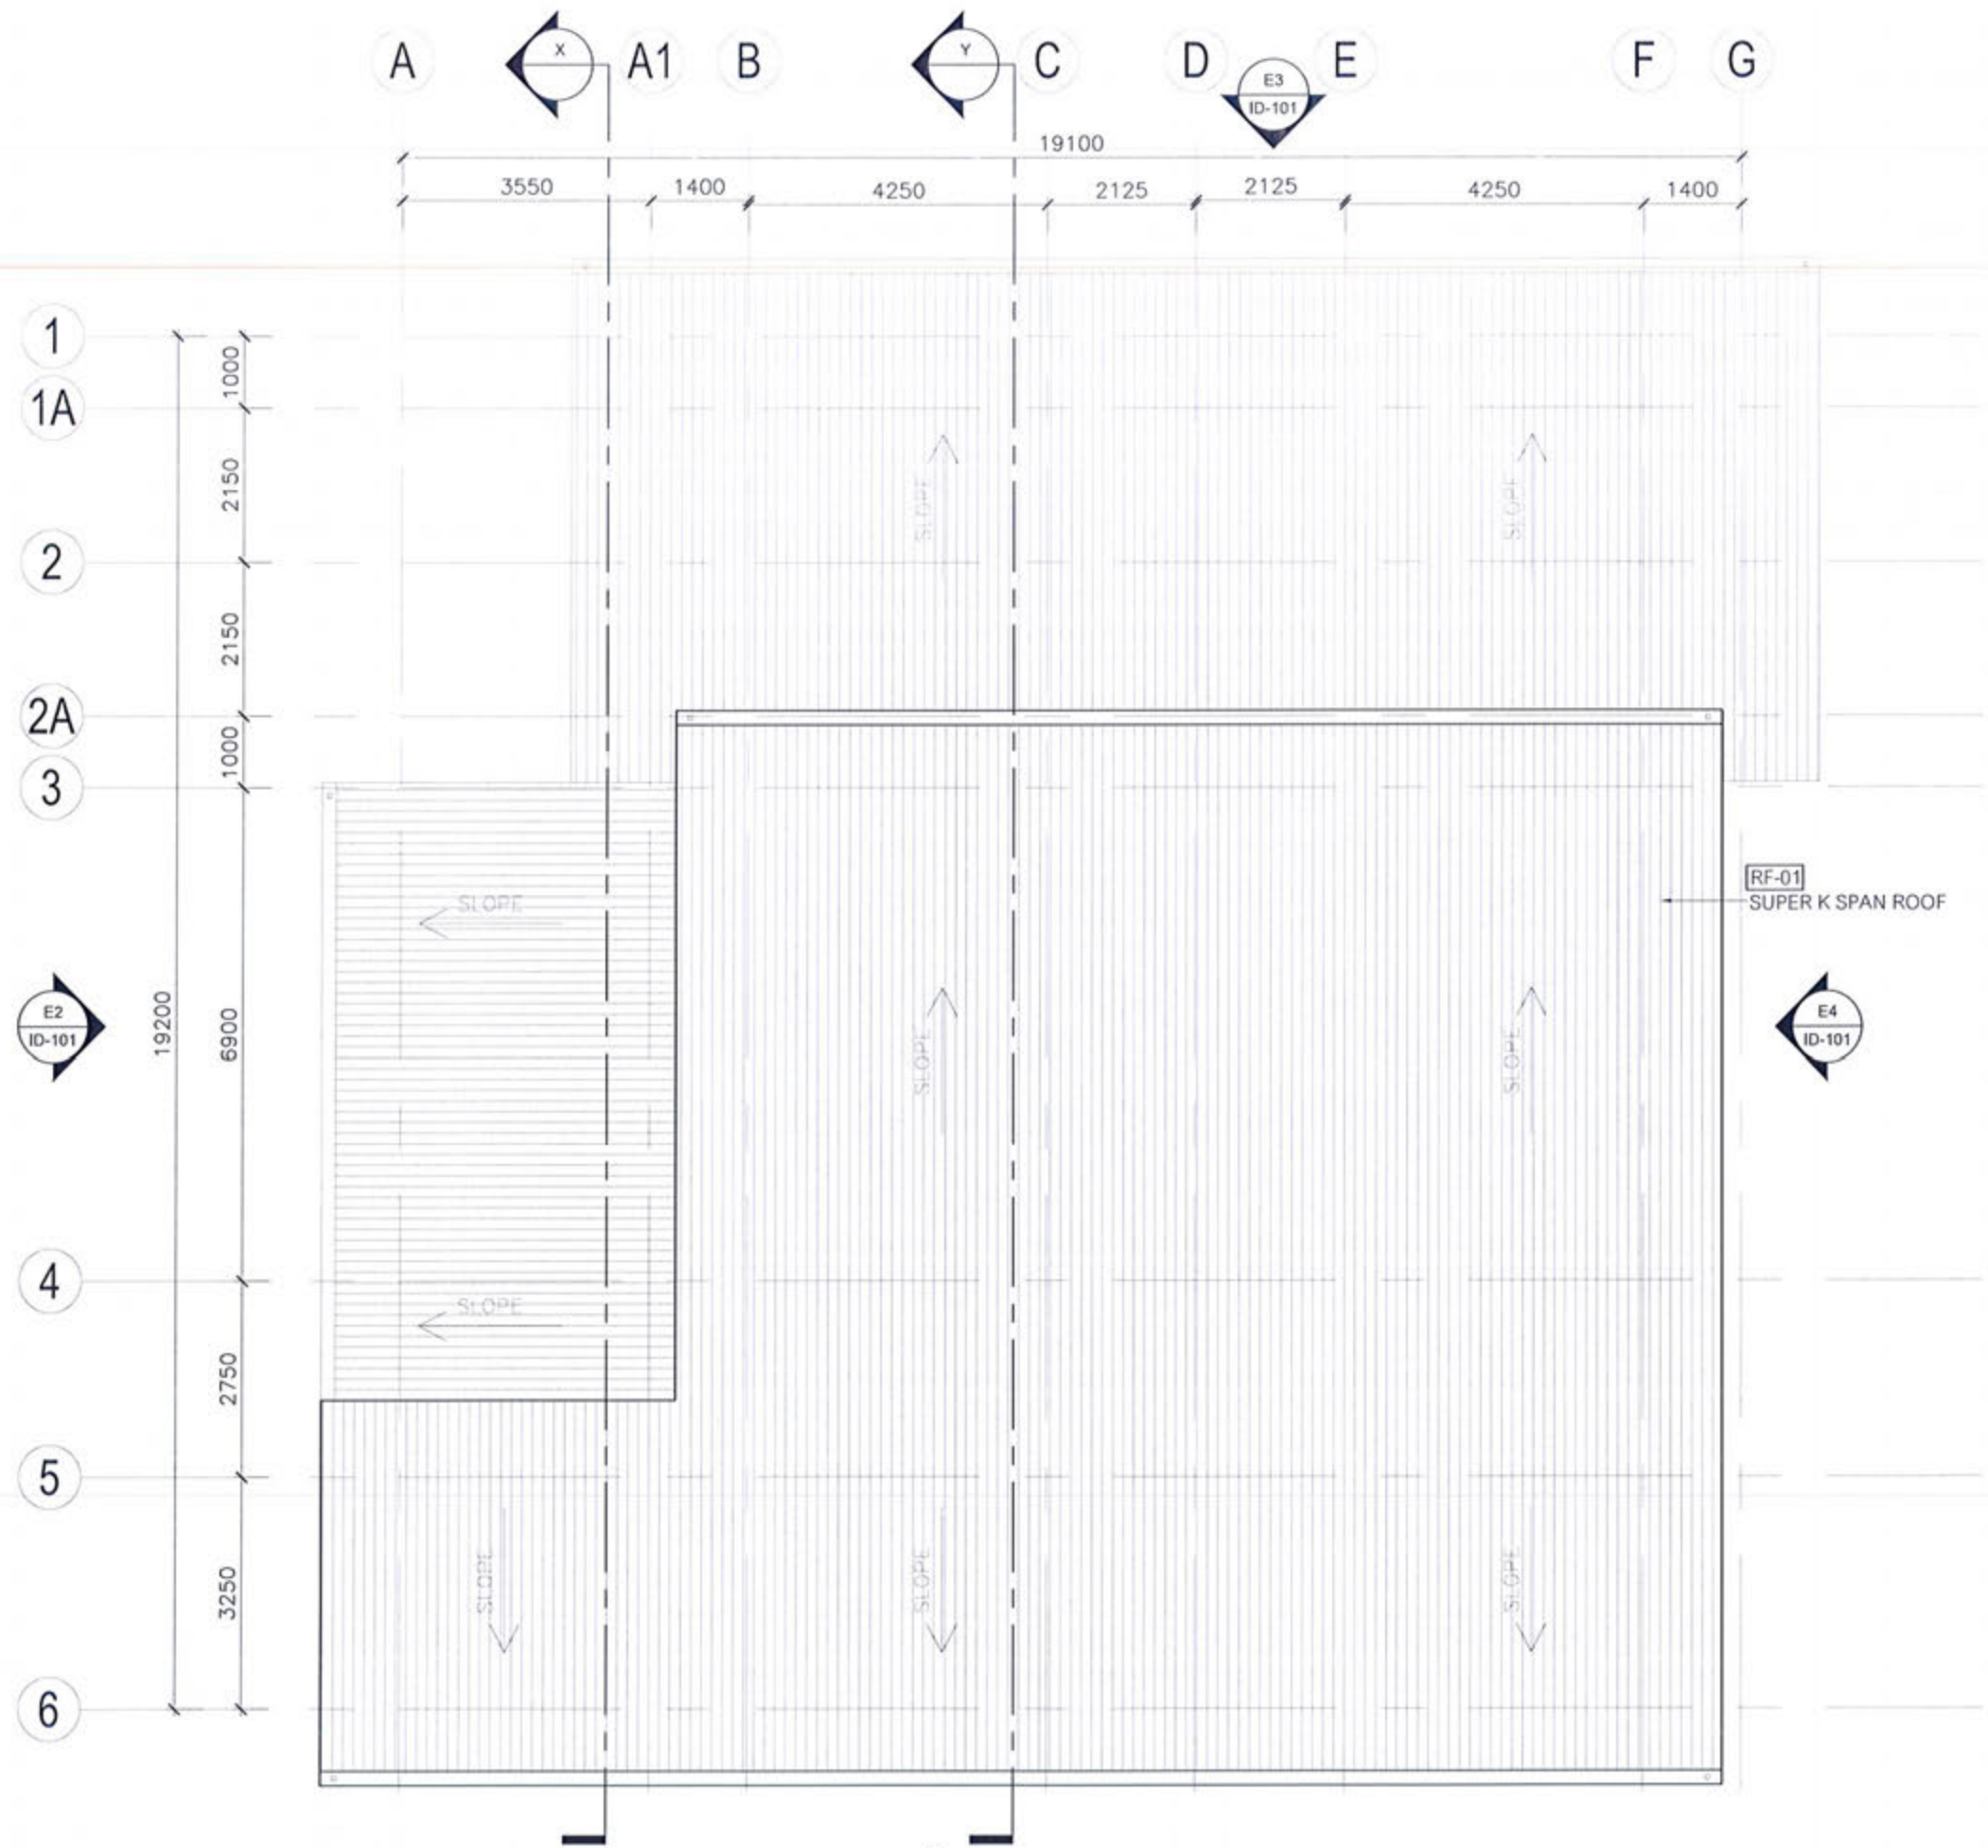 A
X
A1
B
Y
C
D
E3
ID-101
E
F
G
19100
3550
1400
4250
2125
2125
4250
1400
1
1000
1A
2150
SLOPE
SLOPE
2
2150
2A
1000
3
RF-01
SUPER K SPAN ROOF
SLOPE
E2
ID-101
19200
6900
SLOPE
SLOPE
E4
ID-101
4
SLOPE
2750
5
3250
SLOPE
SLOPE
SLOPE
6